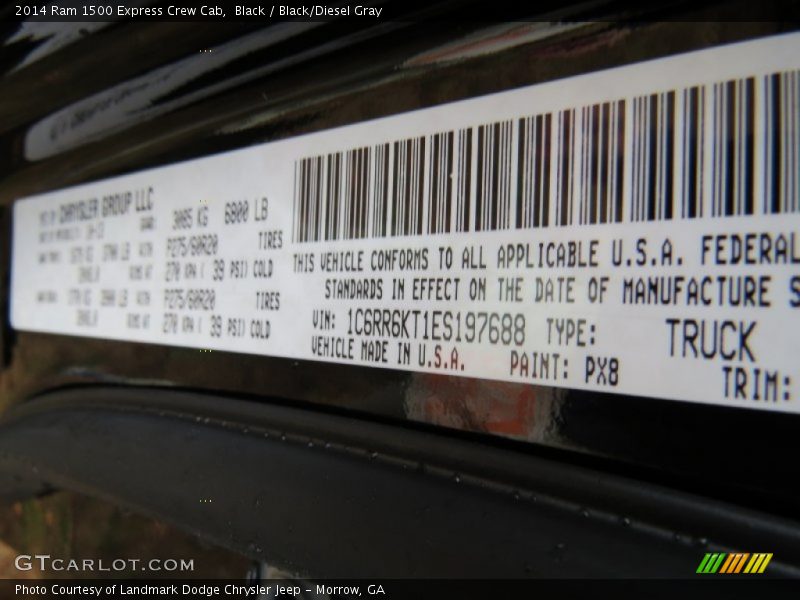 2014 Ram 1500 Express Crew Cab,  Black / Black/Diesel Gray
CHRYSLER GROUP LLC
3085 KG 6800 LB
P275/60R20 TIRES
270 KPA ( 39 PSI) COLD
P275/60R20 TIRES
270 KPA ( 39 PSI) COLD
THIS VEHICLE CONFORMS TO ALL APPLICABLE U.S.A. FEDERAL
STANDARDS IN EFFECT ON THE DATE OF MANUFACTURE S
VIN: 1C6RR6KT1ES197688 TYPE: TRUCK
VEHICLE MADE IN U.S.A. PAINT: PX8 TRIM:
GTCARLOT.COM
Photo Courtesy of Landmark Dodge Chrysler Jeep - Morrow, GA